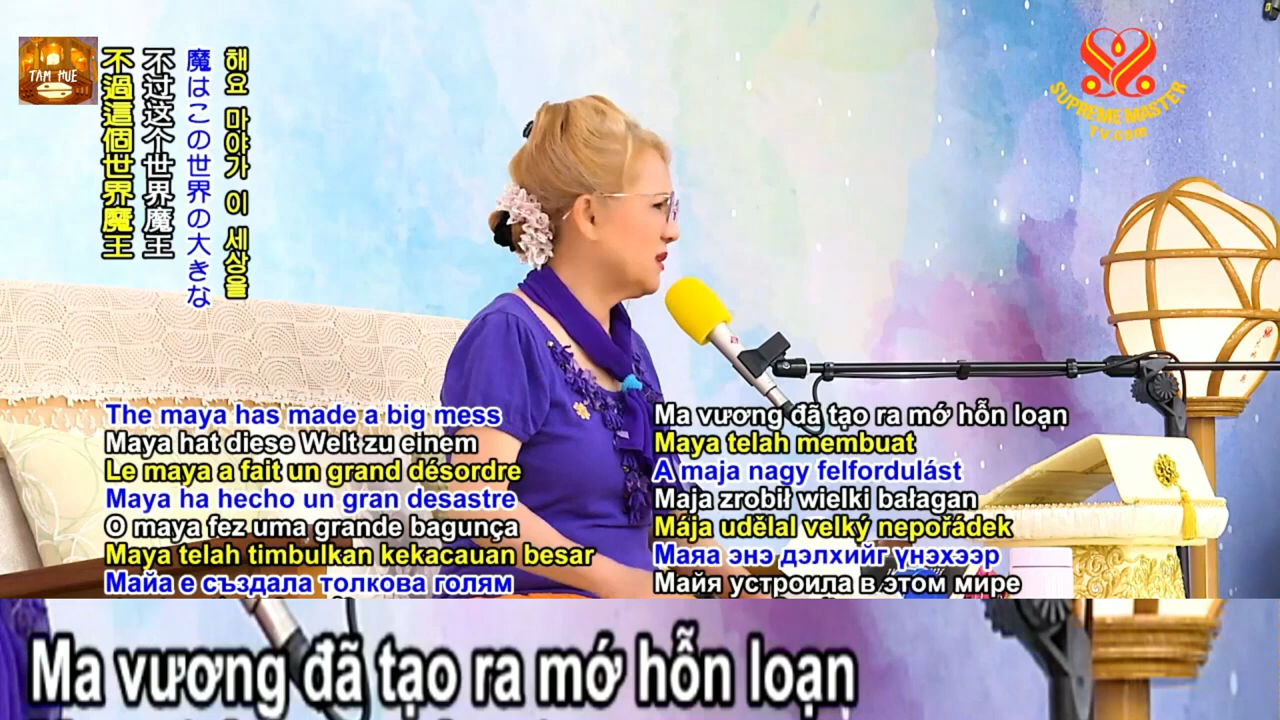 TAM HUE
不過這個世界魔王
不过这个世界魔王
魔はこの世界の大きな
해요 마야가 이 세상을
SUPREME MASTER
TV.com
The maya has made a big mess
Maya hat diese Welt zu einem
Le maya a fait un grand désordre
Maya ha hecho un gran desastre
O maya fez uma grande bagunça
Maya telah timbulkan kekacauan besar
Майа е създала толкова голям
Ma vương đã tạo ra mớ hỗn loạn
Maya telah membuat
A maja nagy felfordulást
Maja zrobił wielki bałagan
Mája udělal velký nepořádek
Маяа энэ дэлхийг үнэхээр
Майя устроила в этом мире
Ma vương đã tạo ra mớ hỗn loạn